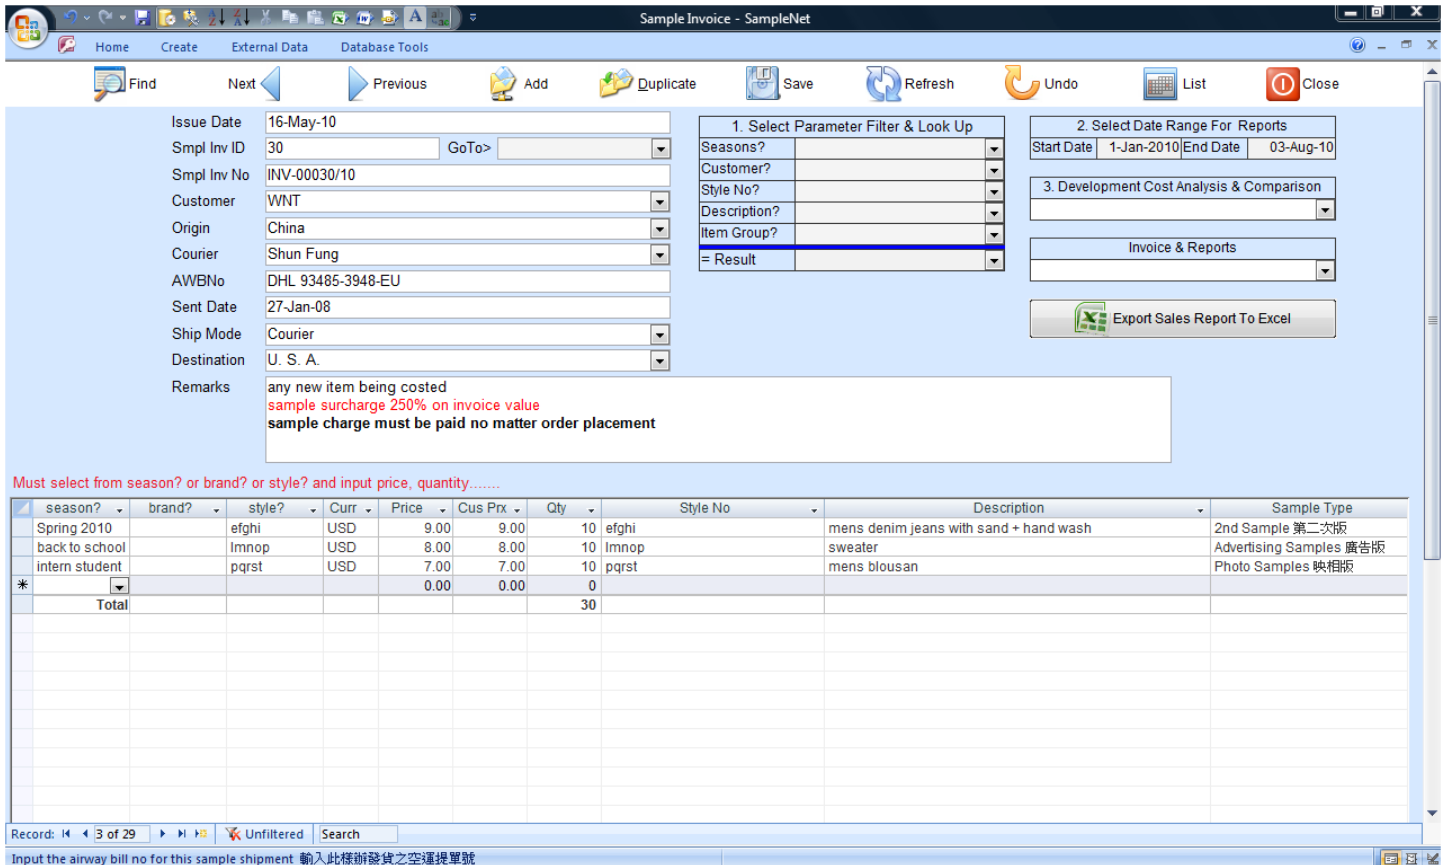 Sample Invoice - SampleNet
Home Create External Data Database Tools
Find Next Previous Add Duplicate Save Refresh Undo List Close
Issue Date 16-May-10
Smpl Inv ID 30 GoTo>
Smpl Inv No INV-00030/10
Customer WNT
Origin China
Courier Shun Fung
AWBNo DHL 93485-3948-EU
Sent Date 27-Jan-08
Ship Mode Courier
Destination U. S. A.
Remarks any new item being costed
sample surcharge 250% on invoice value
sample charge must be paid no matter order placement
1. Select Parameter Filter & Look Up
Seasons?
Customer?
Style No?
Description?
Item Group?
= Result
2. Select Date Range For Reports
Start Date 1-Jan-2010 End Date 03-Aug-10
3. Development Cost Analysis & Comparison
Invoice & Reports
Export Sales Report To Excel
Must select from season? or brand? or style? and input price, quantity.......
season? brand? style? Curr Price Cus Prx Qty Style No Description Sample Type
Spring 2010 efghi USD 9.00 9.00 10 efghi mens denim jeans with sand + hand wash 2nd Sample 第二次版
back to school lmnop USD 8.00 8.00 10 lmnop sweater Advertising Samples 廣告版
intern student pqrst USD 7.00 7.00 10 pqrst mens blousan Photo Samples 映相版
* 0.00 0.00 0
Total 30
Record: 3 of 29 Unfiltered Search
Input the airway bill no for this sample shipment 輸入此樣辦發貨之空運提單號